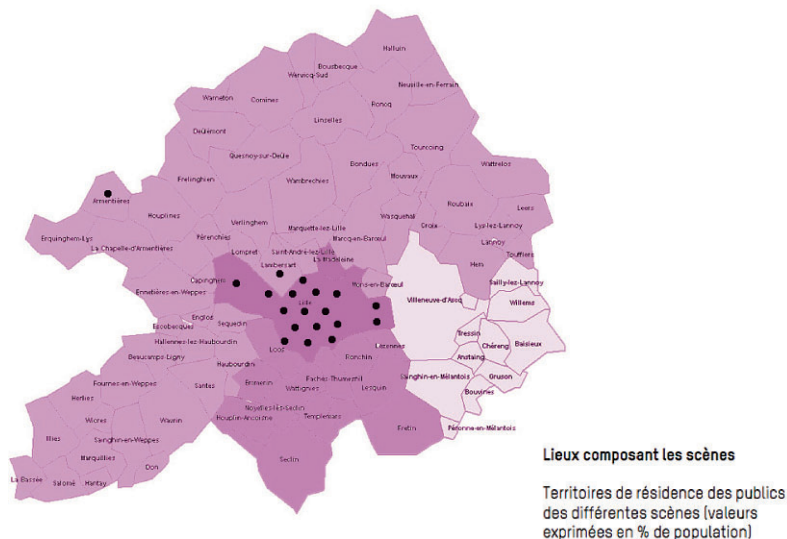 Halluin
Bousbecque
Wervicq-Sud
Neuville-en-Ferrain
Warneton
Comines
Roncq
Linselles
Deûlémont
Tourcoing
Quesnoy-sur-Deûle
Bondues
Wattrelos
Mouvaux
Frelinghien
Wambrechies
Armentières
Roubaix
Leers
Houplines
Wasquehal
Verlinghem
Croix
Lys-lez-Lannoy
Marquette-lez-Lille
Erquinghem-Lys
Pérenchies
Marcq-en-Barœul
La Chapelle-d'Armentières
Lannoy
Lompret
Saint-André-lez-Lille
Toufflers
La Madeleine
Hem
Lambersart
Capinghem
Mons-en-Barœul
Sailly-lez-Lannoy
Ennetières-en-Weppes
Villeneuve-d'Ascq
Lille
Willems
Englos
Escobecques
Sequedin
Tressin
Hallennes-lez-Haubourdin
Loos
Lezennes
Chéreng
Baisieux
Beaucamps-Ligny
Ronchin
Anstaing
Haubourdin
Fournes-en-Weppes
Emmerin
Faches-Thumesnil
Sainghin-en-Mélantois
Gruson
Santes
Wattignies
Lesquin
Bouvines
Herlies
Noyelles-lès-Seclin
Wicres
Wavrin
Houplin-Ancoisne
Templemars
Fretin
Péronne-en-Mélantois
Illies
Sainghin-en-Weppes
Marquillies
Seclin
Don
La Bassée
Salomé
Hantay
Lieux composant les scènes
Territoires de résidence des publics
des différentes scènes (valeurs
exprimées en % de population)